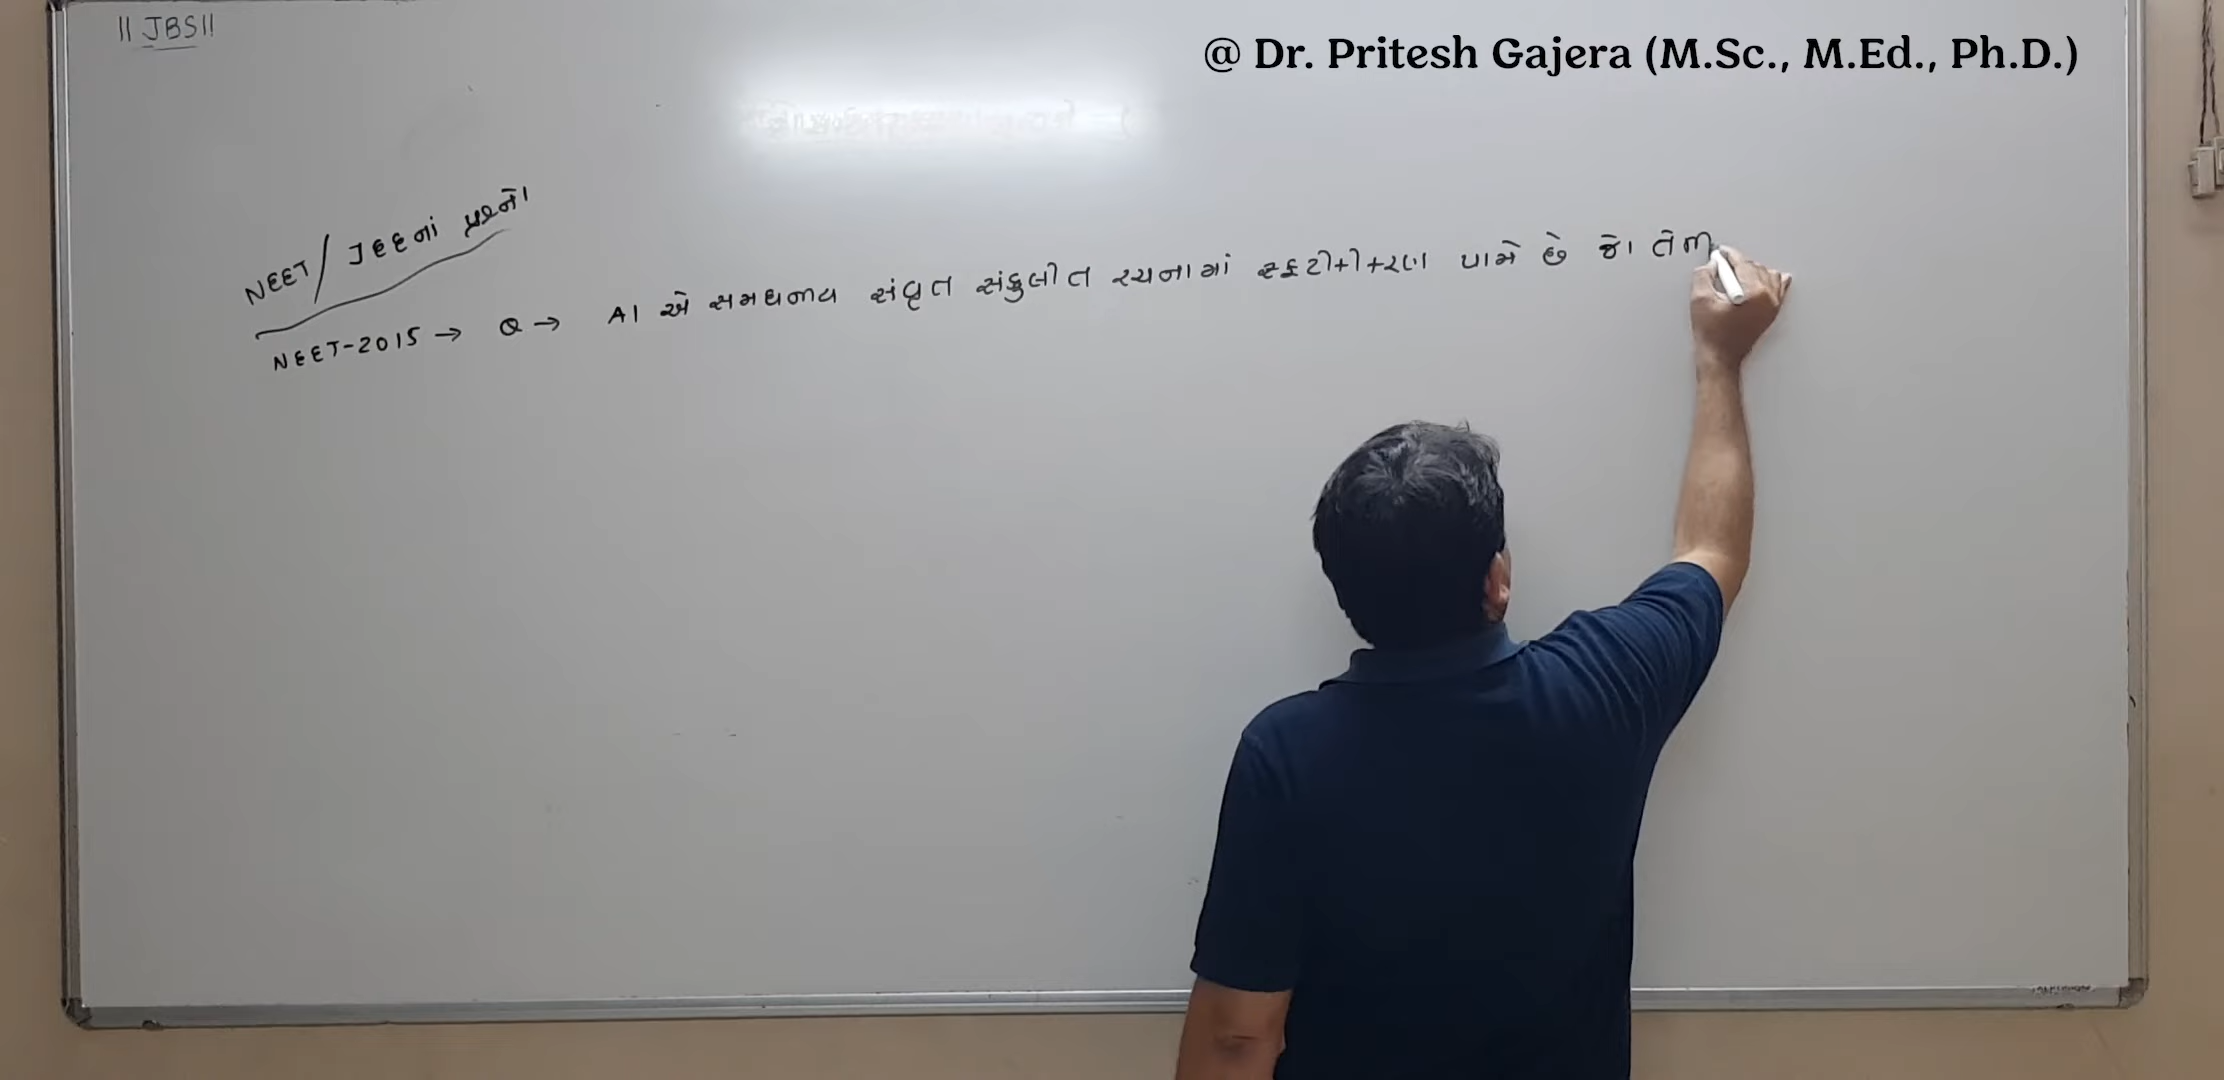 || JBS ||
@ Dr. Pritesh Gajera (M.Sc., M.Ed., Ph.D.)
NEET/JEEનાં પ્રશ્નો
NEET-2015 → Q → Al એ સમઘનીય સંવૃત સંકુલીત રચનામાં સ્ફટીકીકરણ પામે છે જો તેની